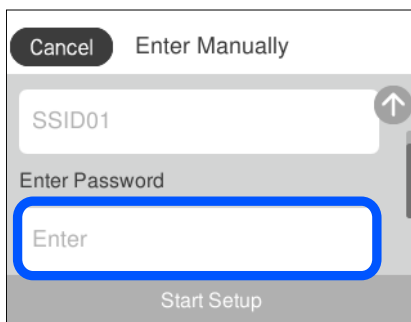 Cancel Enter Manually
SSID01
Enter Password
Enter
Start Setup